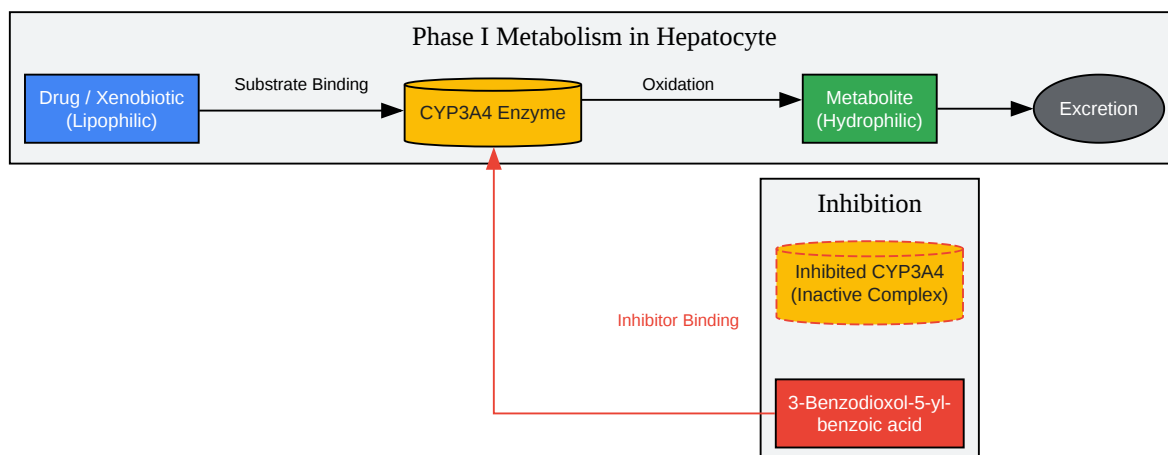 Phase I Metabolism in Hepatocyte
Drug / Xenobiotic
(Lipophilic)
Substrate Binding
CYP3A4 Enzyme
Oxidation
Metabolite
(Hydrophilic)
Excretion
Inhibition
Inhibited CYP3A4
(Inactive Complex)
Inhibitor Binding
3-Benzodioxol-5-yl-
benzoic acid